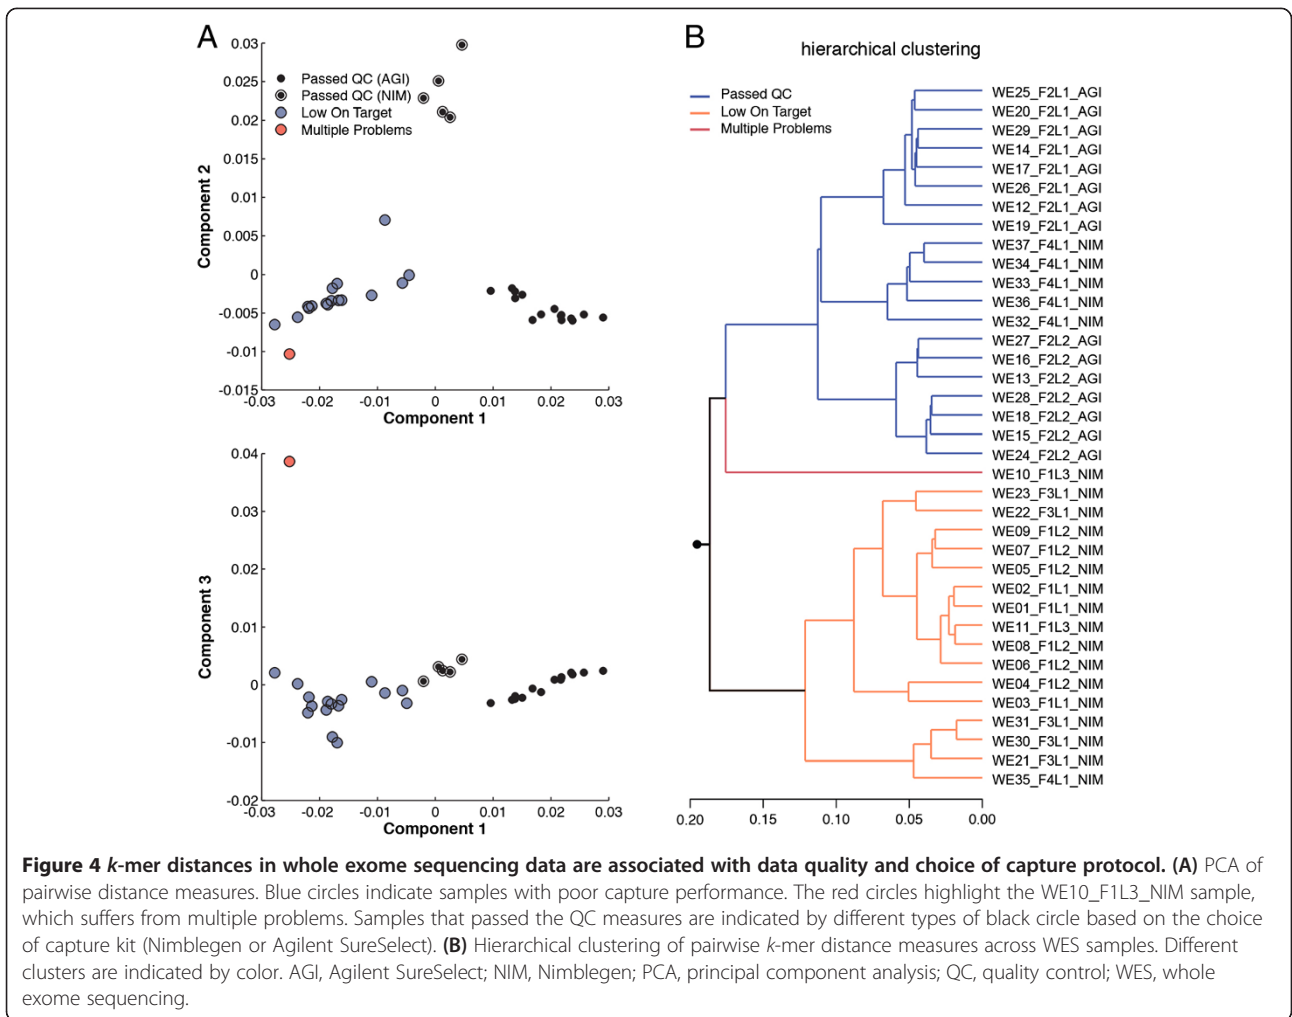 A
0.03
0.025
0.02
0.015
0.01
0.005
0
-0.005
-0.01
-0.015
Component 2
Passed QC (AGI)
Passed QC (NIM)
Low On Target
Multiple Problems
-0.03 -0.02 -0.01 0 0.01 0.02 0.03
Component 1
0.04
0.03
0.02
0.01
0
-0.01
-0.02
Component 3
-0.03 -0.02 -0.01 0 0.01 0.02 0.03
Component 1
B
hierarchical clustering
Passed QC
Low On Target
Multiple Problems
WE25_F2L1_AGI
WE20_F2L1_AGI
WE29_F2L1_AGI
WE14_F2L1_AGI
WE17_F2L1_AGI
WE26_F2L1_AGI
WE12_F2L1_AGI
WE19_F2L1_AGI
WE37_F4L1_NIM
WE34_F4L1_NIM
WE33_F4L1_NIM
WE36_F4L1_NIM
WE32_F4L1_NIM
WE27_F2L2_AGI
WE16_F2L2_AGI
WE13_F2L2_AGI
WE28_F2L2_AGI
WE18_F2L2_AGI
WE15_F2L2_AGI
WE24_F2L2_AGI
WE10_F1L3_NIM
WE23_F3L1_NIM
WE22_F3L1_NIM
WE09_F1L2_NIM
WE07_F1L2_NIM
WE05_F1L2_NIM
WE02_F1L1_NIM
WE01_F1L1_NIM
WE11_F1L3_NIM
WE08_F1L2_NIM
WE06_F1L2_NIM
WE04_F1L2_NIM
WE03_F1L1_NIM
WE31_F3L1_NIM
WE30_F3L1_NIM
WE21_F3L1_NIM
WE35_F4L1_NIM
0.20 0.15 0.10 0.05 0.00
Figure 4 k-mer distances in whole exome sequencing data are associated with data quality and choice of capture protocol. (A) PCA of
pairwise distance measures. Blue circles indicate samples with poor capture performance. The red circles highlight the WE10_F1L3_NIM sample,
which suffers from multiple problems. Samples that passed the QC measures are indicated by different types of black circle based on the choice
of capture kit (Nimblegen or Agilent SureSelect). (B) Hierarchical clustering of pairwise k-mer distance measures across WES samples. Different
clusters are indicated by color. AGI, Agilent SureSelect; NIM, Nimblegen; PCA, principal component analysis; QC, quality control; WES, whole
exome sequencing.